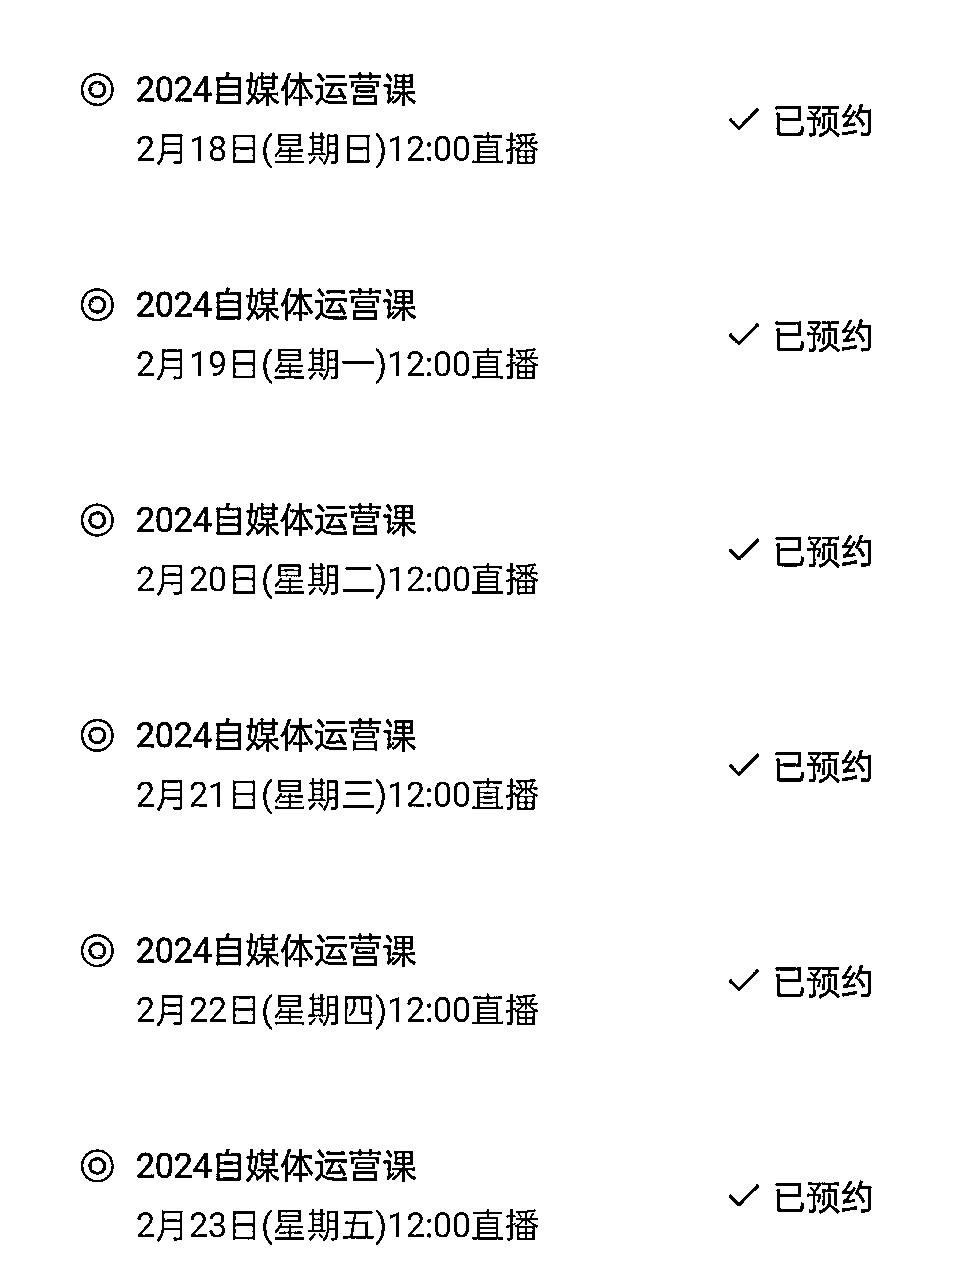 2024自媒体运营课
2月18日(星期日)12:00直播
已预约
2024自媒体运营课
2月19日(星期一)12:00直播
已预约
2024自媒体运营课
2月20日(星期二)12:00直播
已预约
2024自媒体运营课
2月21日(星期三)12:00直播
已预约
2024自媒体运营课
2月22日(星期四)12:00直播
已预约
2024自媒体运营课
2月23日(星期五)12:00直播
已预约